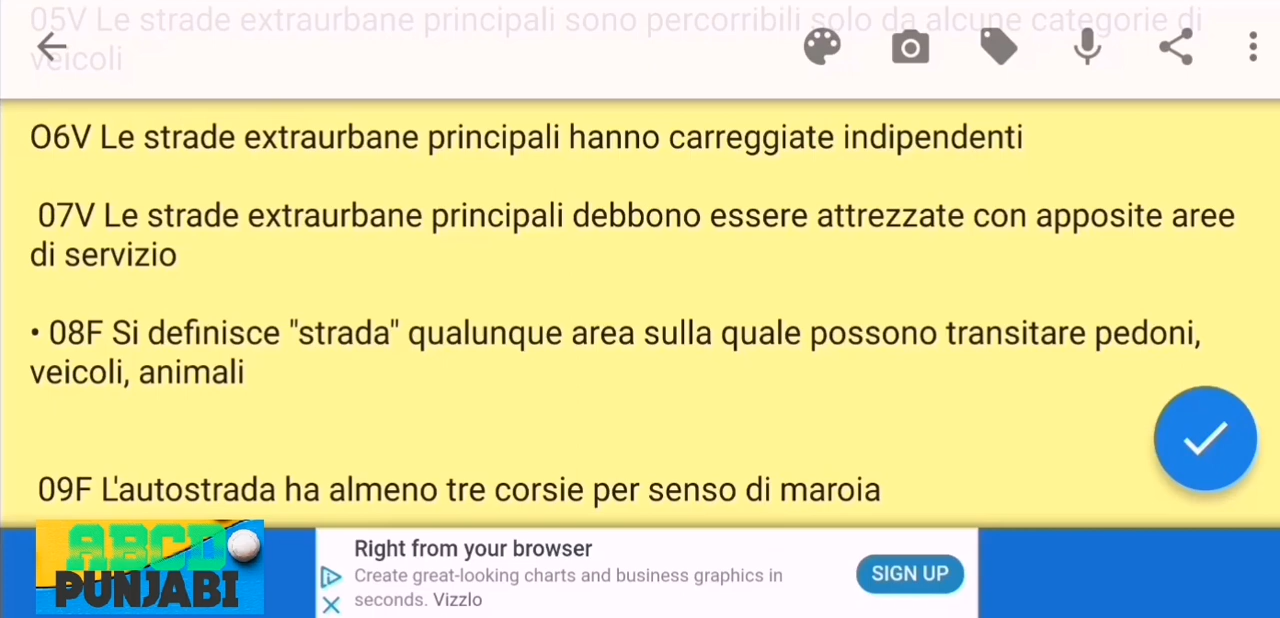 05V Le strade extraurbane principali sono percorribili solo da alcune categorie di
veicoli
O6V Le strade extraurbane principali hanno carreggiate indipendenti
07V Le strade extraurbane principali debbono essere attrezzate con apposite aree
di servizio
• 08F Si definisce "strada" qualunque area sulla quale possono transitare pedoni,
veicoli, animali
09F L'autostrada ha almeno tre corsie per senso di maroia
ABCD
PUNJABI
Right from your browser
Create great-looking charts and business graphics in
seconds. Vizzlo
SIGN UP